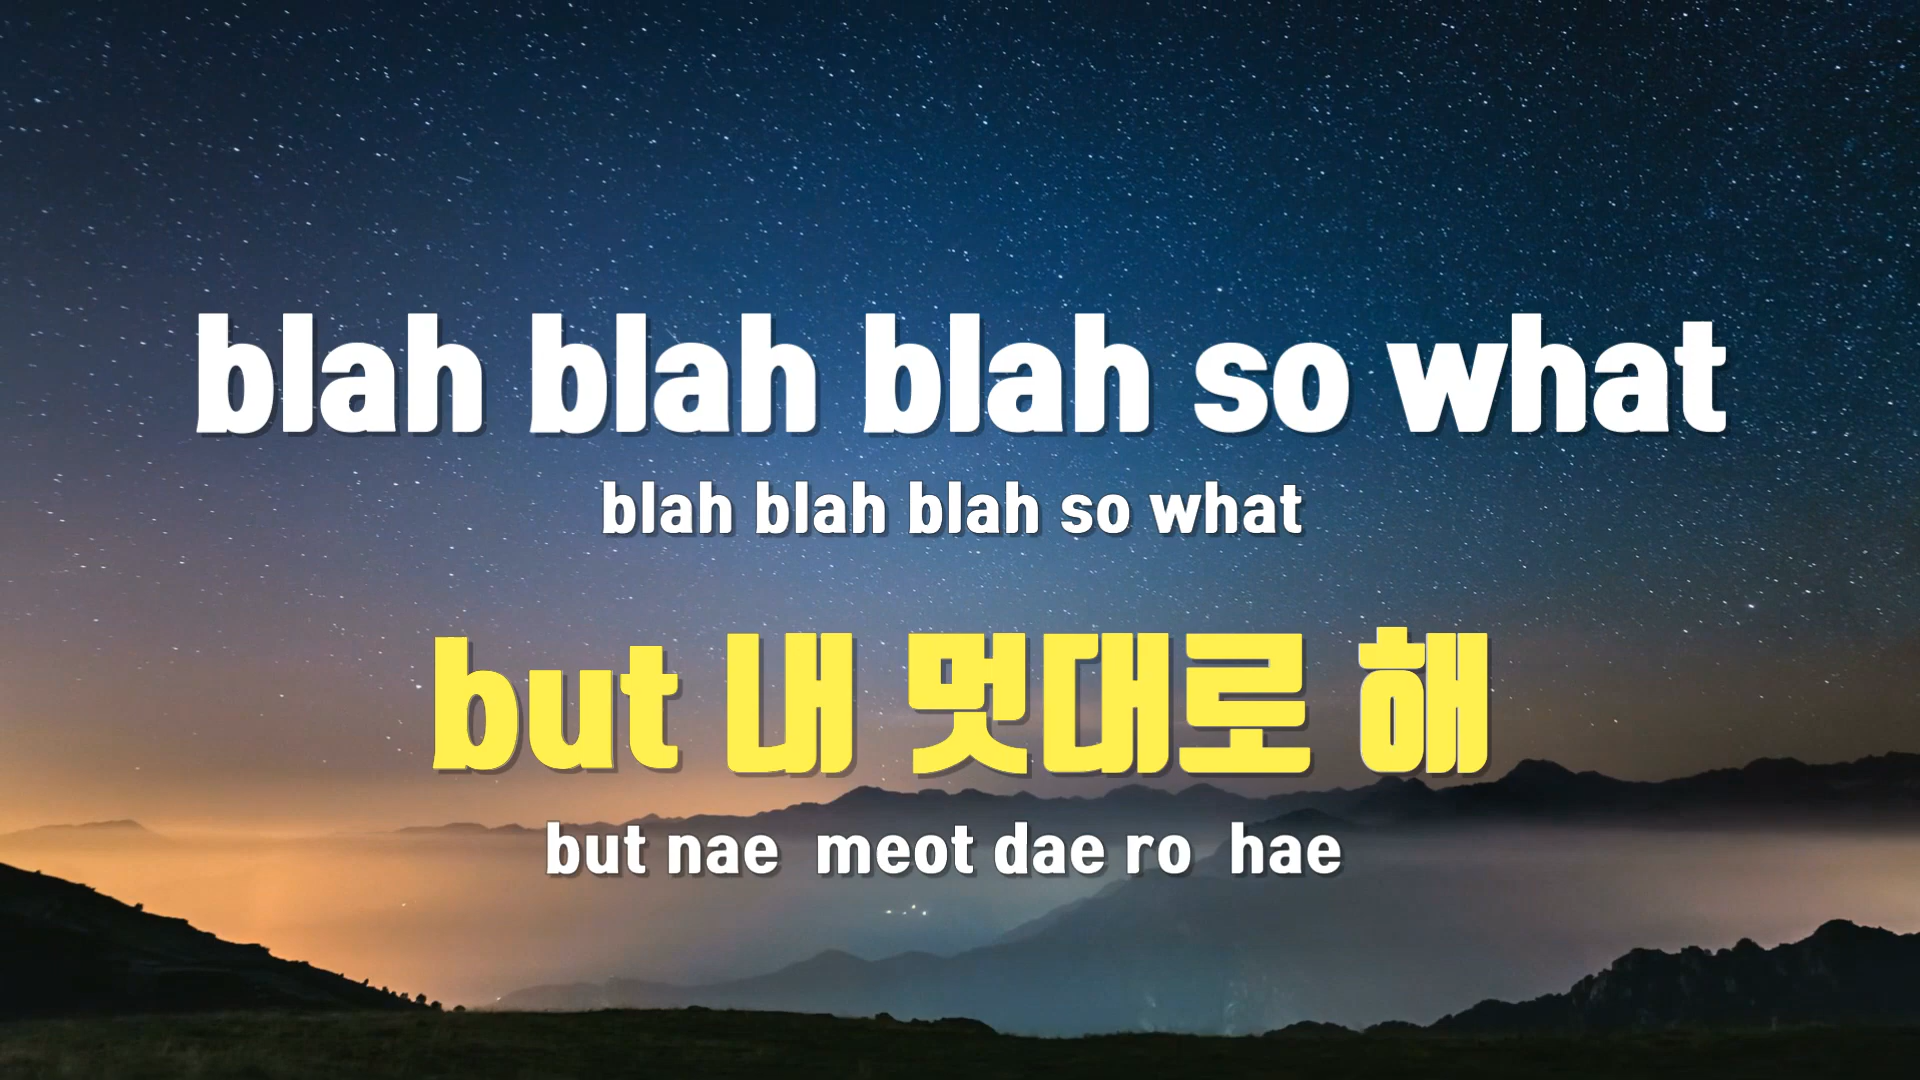 blah blah blah so what
blah blah blah so what
but 내 멋대로 해
but nae meot dae ro hae